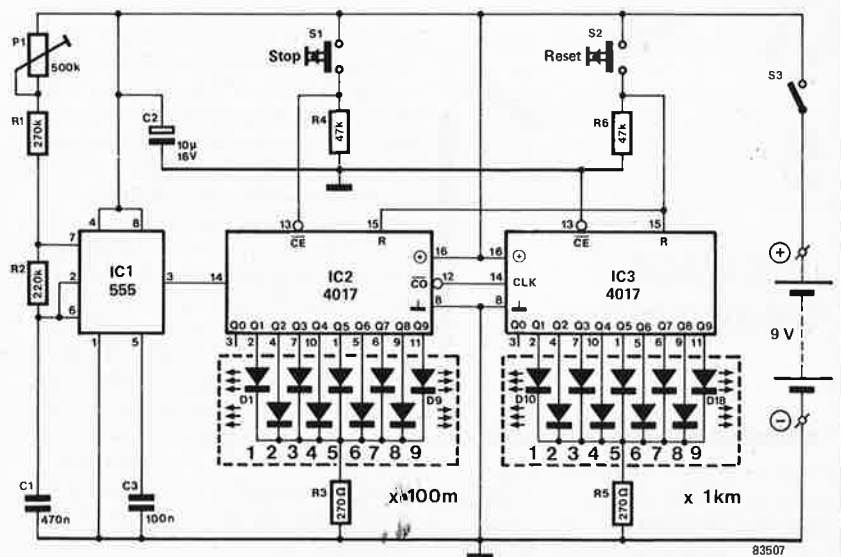 P1
500k
R1
270k
R2
220k
C1
470n
C3
100n
C2
10µ
16V
S1
Stop
R4
47k
S2
Reset
R6
47k
S3
4 8
7
2
6
3
1 5
IC1
555
13 15
CE R
14
IC2
4017
16
CO 12
8
Q0 Q1 Q2 Q3 Q4 Q5 Q6 Q7 Q8 Q9
3 2 4 7 10 1 5 6 9 11
D1 D9
1 2 3 4 5 6 7 8 9
R3
270Ω
x 100m
13 15
CE R
16
14 CLK
8
IC3
4017
Q0 Q1 Q2 Q3 Q4 Q5 Q6 Q7 Q8 Q9
3 2 4 7 10 1 5 6 9 11
D10 D18
1 2 3 4 5 6 7 8 9
R5
270Ω
x 1km
+
9 V
−
83507